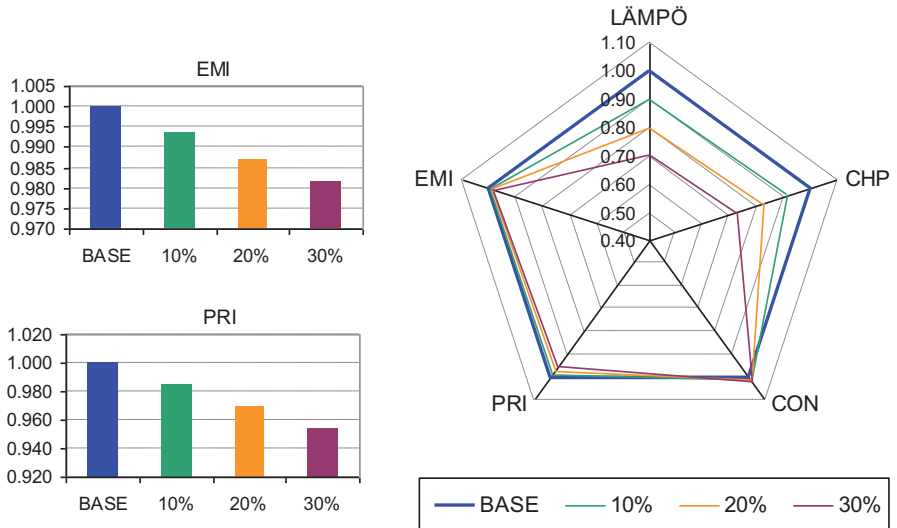 EMI
1.005
1.000
0.995
0.990
0.985
0.980
0.975
0.970
BASE 10% 20% 30%
PRI
1.020
1.000
0.980
0.960
0.940
0.920
BASE 10% 20% 30%
LÄMPÖ
1.10
1.00
0.90
0.80
0.70
0.60
0.50
0.40
EMI
CHP
PRI
CON
BASE 10% 20% 30%